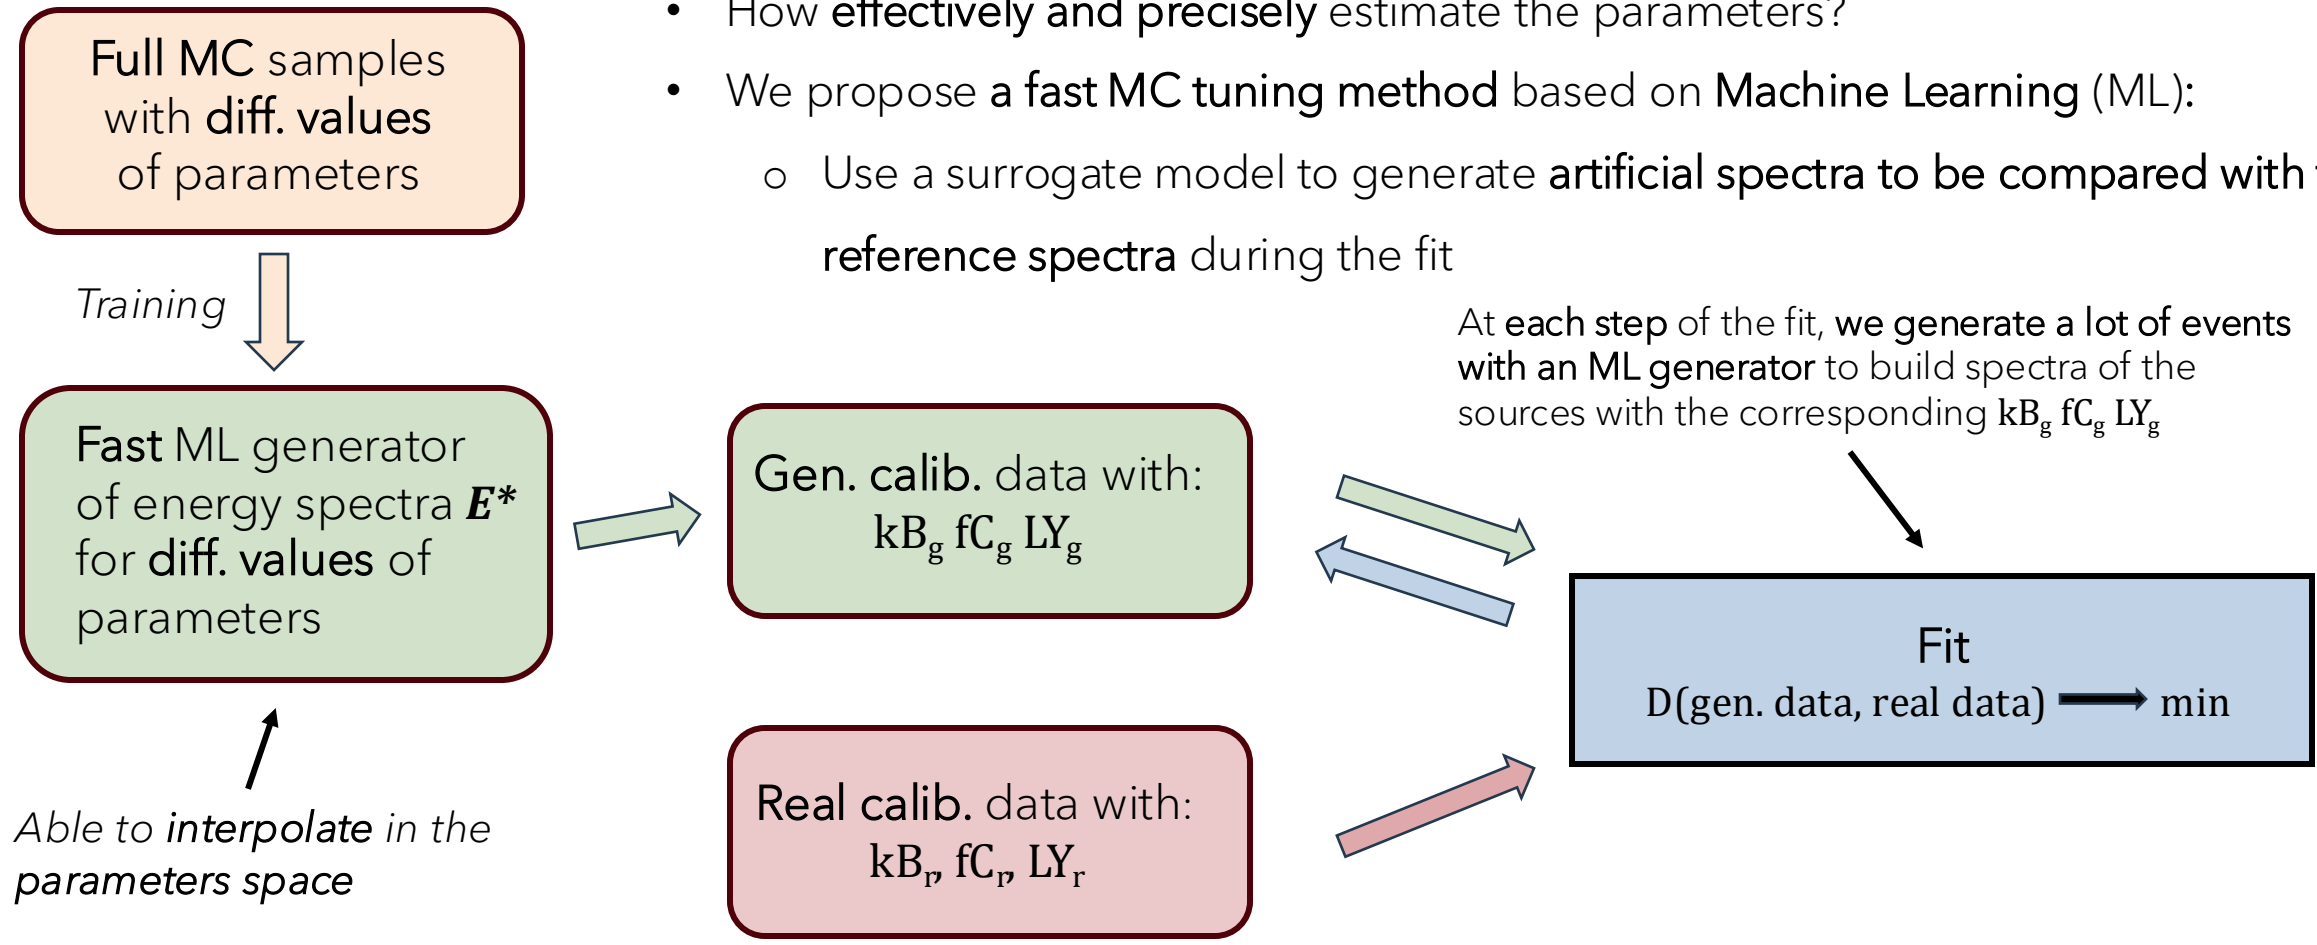 • How effectively and precisely estimate the parameters?
• We propose a fast MC tuning method based on Machine Learning (ML):
o Use a surrogate model to generate artificial spectra to be compared with
reference spectra during the fit
Full MC samples
with diff. values
of parameters
Training
Fast ML generator
of energy spectra E*
for diff. values of
parameters
Able to interpolate in the
parameters space
Gen. calib. data with:
kBg fCg LYg
Real calib. data with:
kBr, fCr, LYr
At each step of the fit, we generate a lot of events
with an ML generator to build spectra of the
sources with the corresponding kBg fCg LYg
Fit
D(gen. data, real data) → min